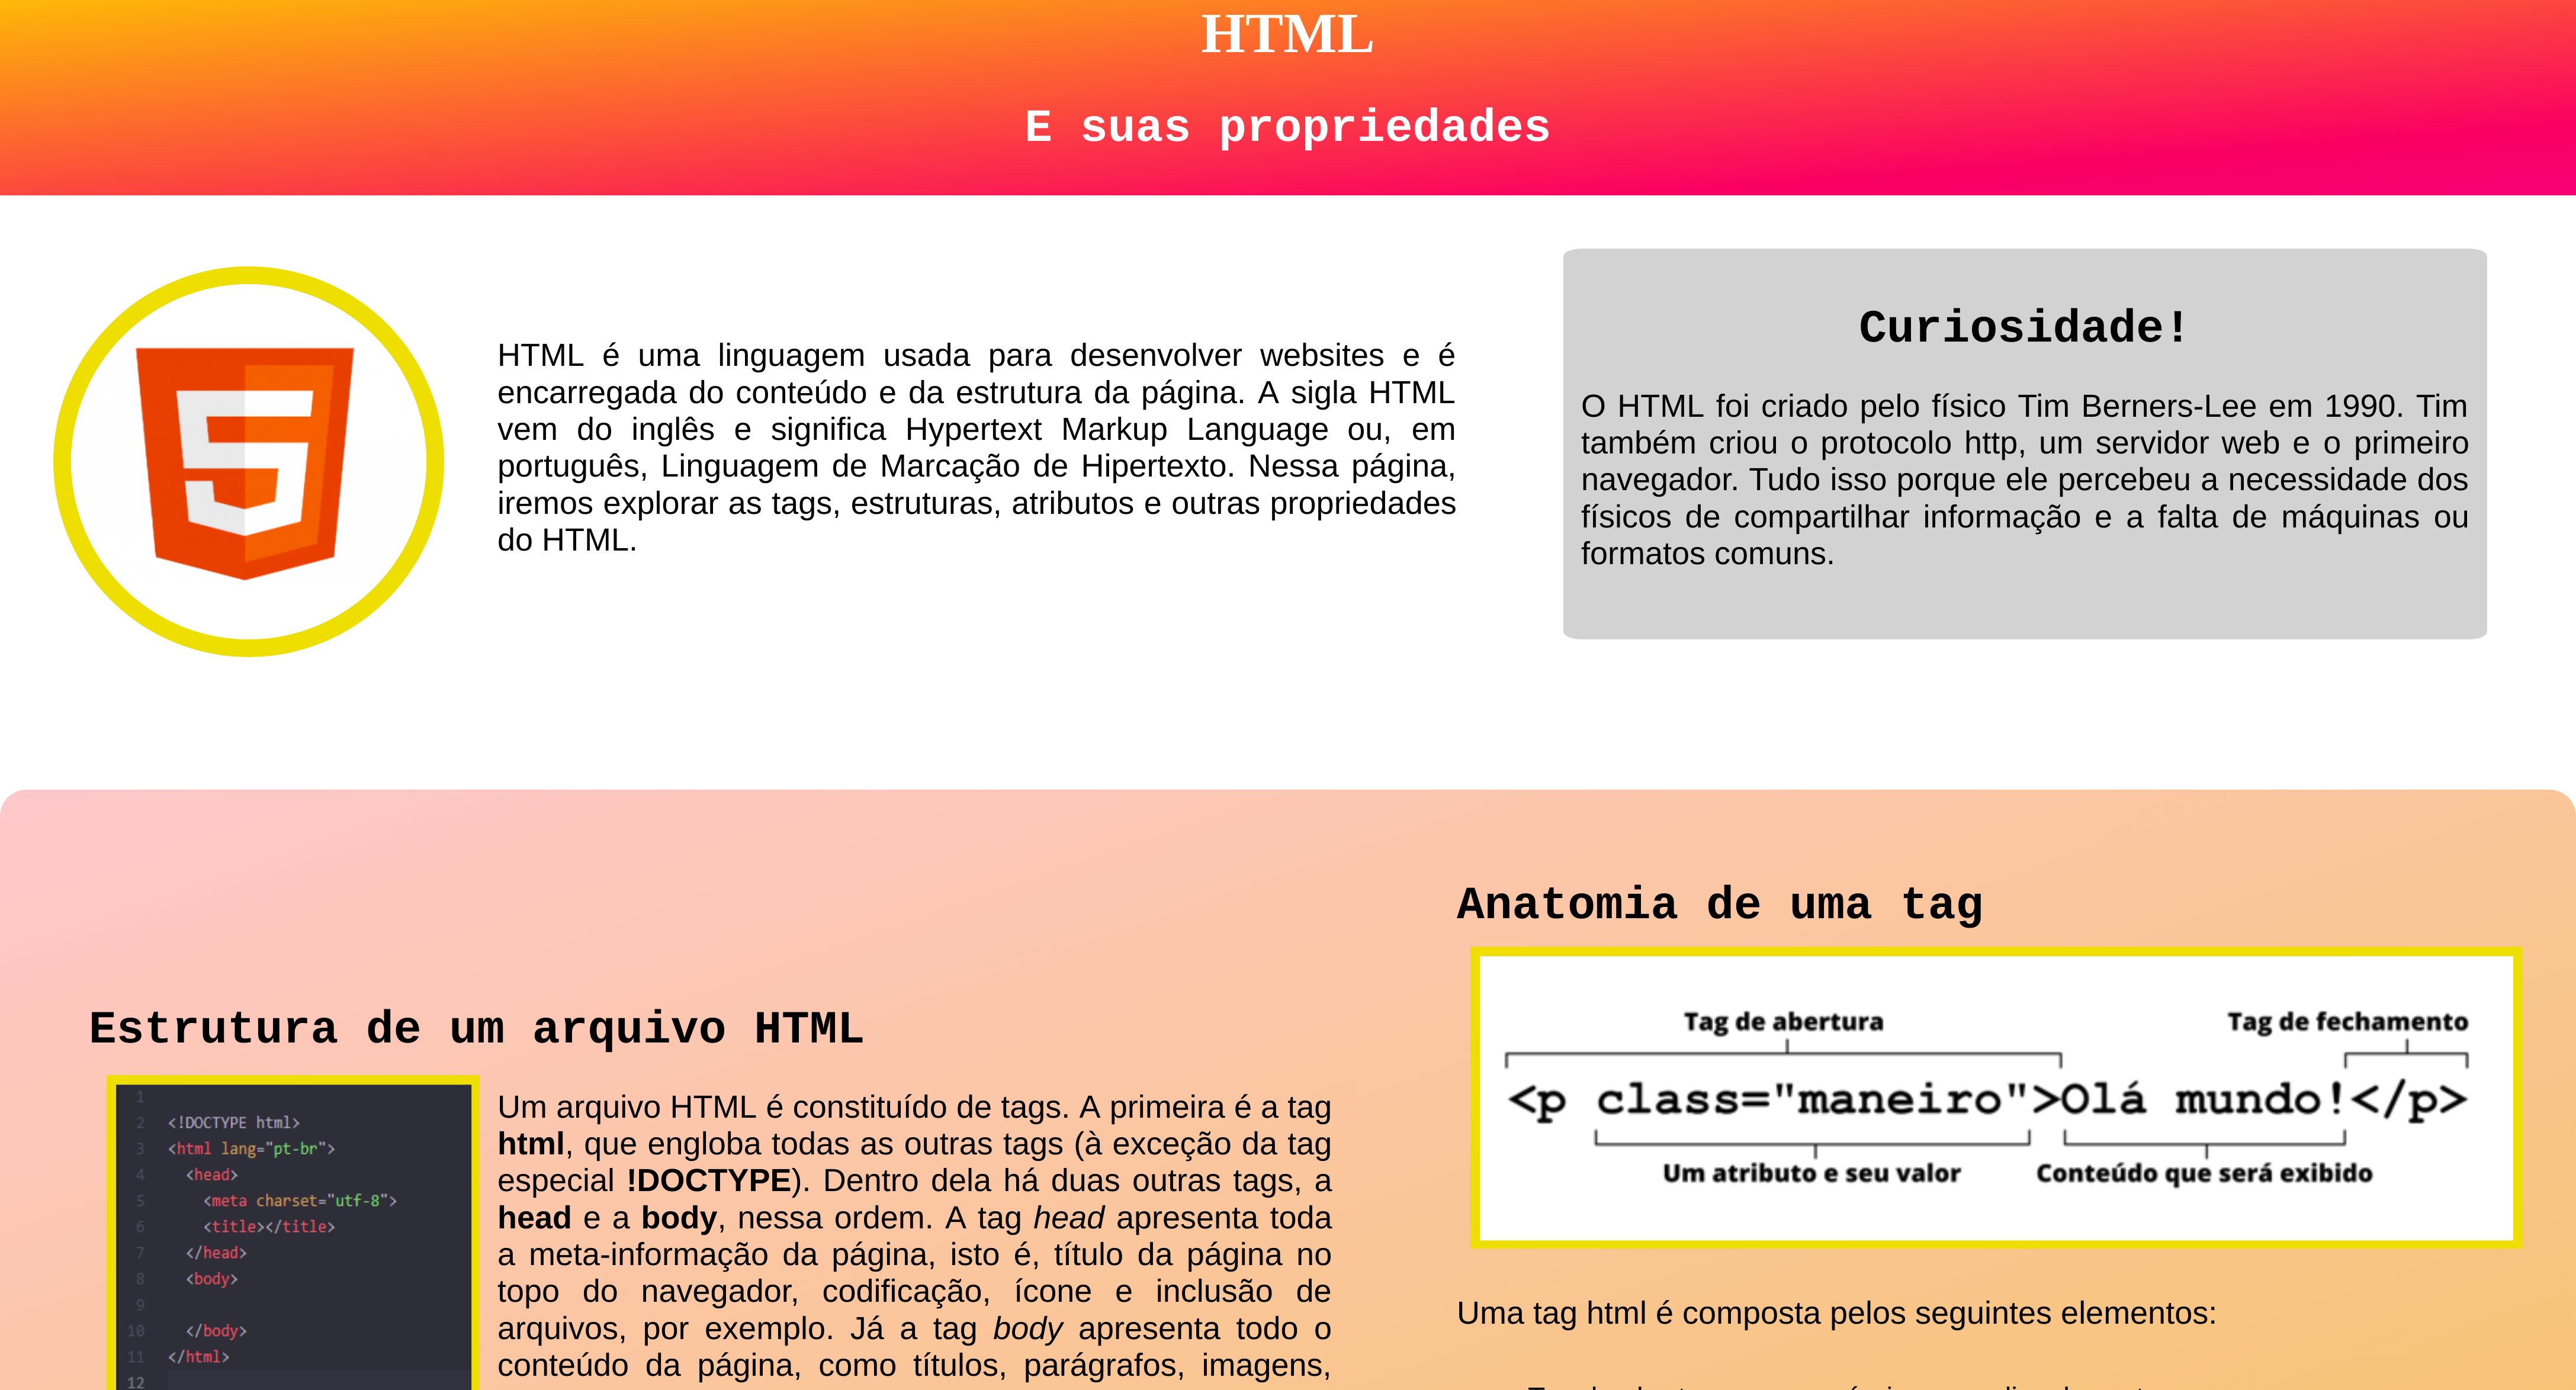 HTML
E suas propriedades
HTML é uma linguagem usada para desenvolver websites e é
encarregada do conteúdo e da estrutura da página. A sigla HTML
vem do inglês e significa Hypertext Markup Language ou, em
português, Linguagem de Marcação de Hipertexto. Nessa página,
iremos explorar as tags, estruturas, atributos e outras propriedades
do HTML.
Curiosidade!
O HTML foi criado pelo físico Tim Berners-Lee em 1990. Tim
também criou o protocolo http, um servidor web e o primeiro
navegador. Tudo isso porque ele percebeu a necessidade dos
físicos de compartilhar informação e a falta de máquinas ou
formatos comuns.
Estrutura de um arquivo HTML
1
2 <!DOCTYPE html>
3 <html lang="pt-br">
4 <head>
5 <meta charset="utf-8">
6 <title></title>
7 </head>
8 <body>
9
10 </body>
11 </html>
12
Um arquivo HTML é constituído de tags. A primeira é a tag
html, que engloba todas as outras tags (à exceção da tag
especial !DOCTYPE). Dentro dela há duas outras tags, a
head e a body, nessa ordem. A tag head apresenta toda
a meta-informação da página, isto é, título da página no
topo do navegador, codificação, ícone e inclusão de
arquivos, por exemplo. Já a tag body apresenta todo o
conteúdo da página, como títulos, parágrafos, imagens,
Anatomia de uma tag
Tag de abertura
Tag de fechamento
<p class="maneiro">Olá mundo!</p>
Um atributo e seu valor
Conteúdo que será exibido
Uma tag html é composta pelos seguintes elementos: